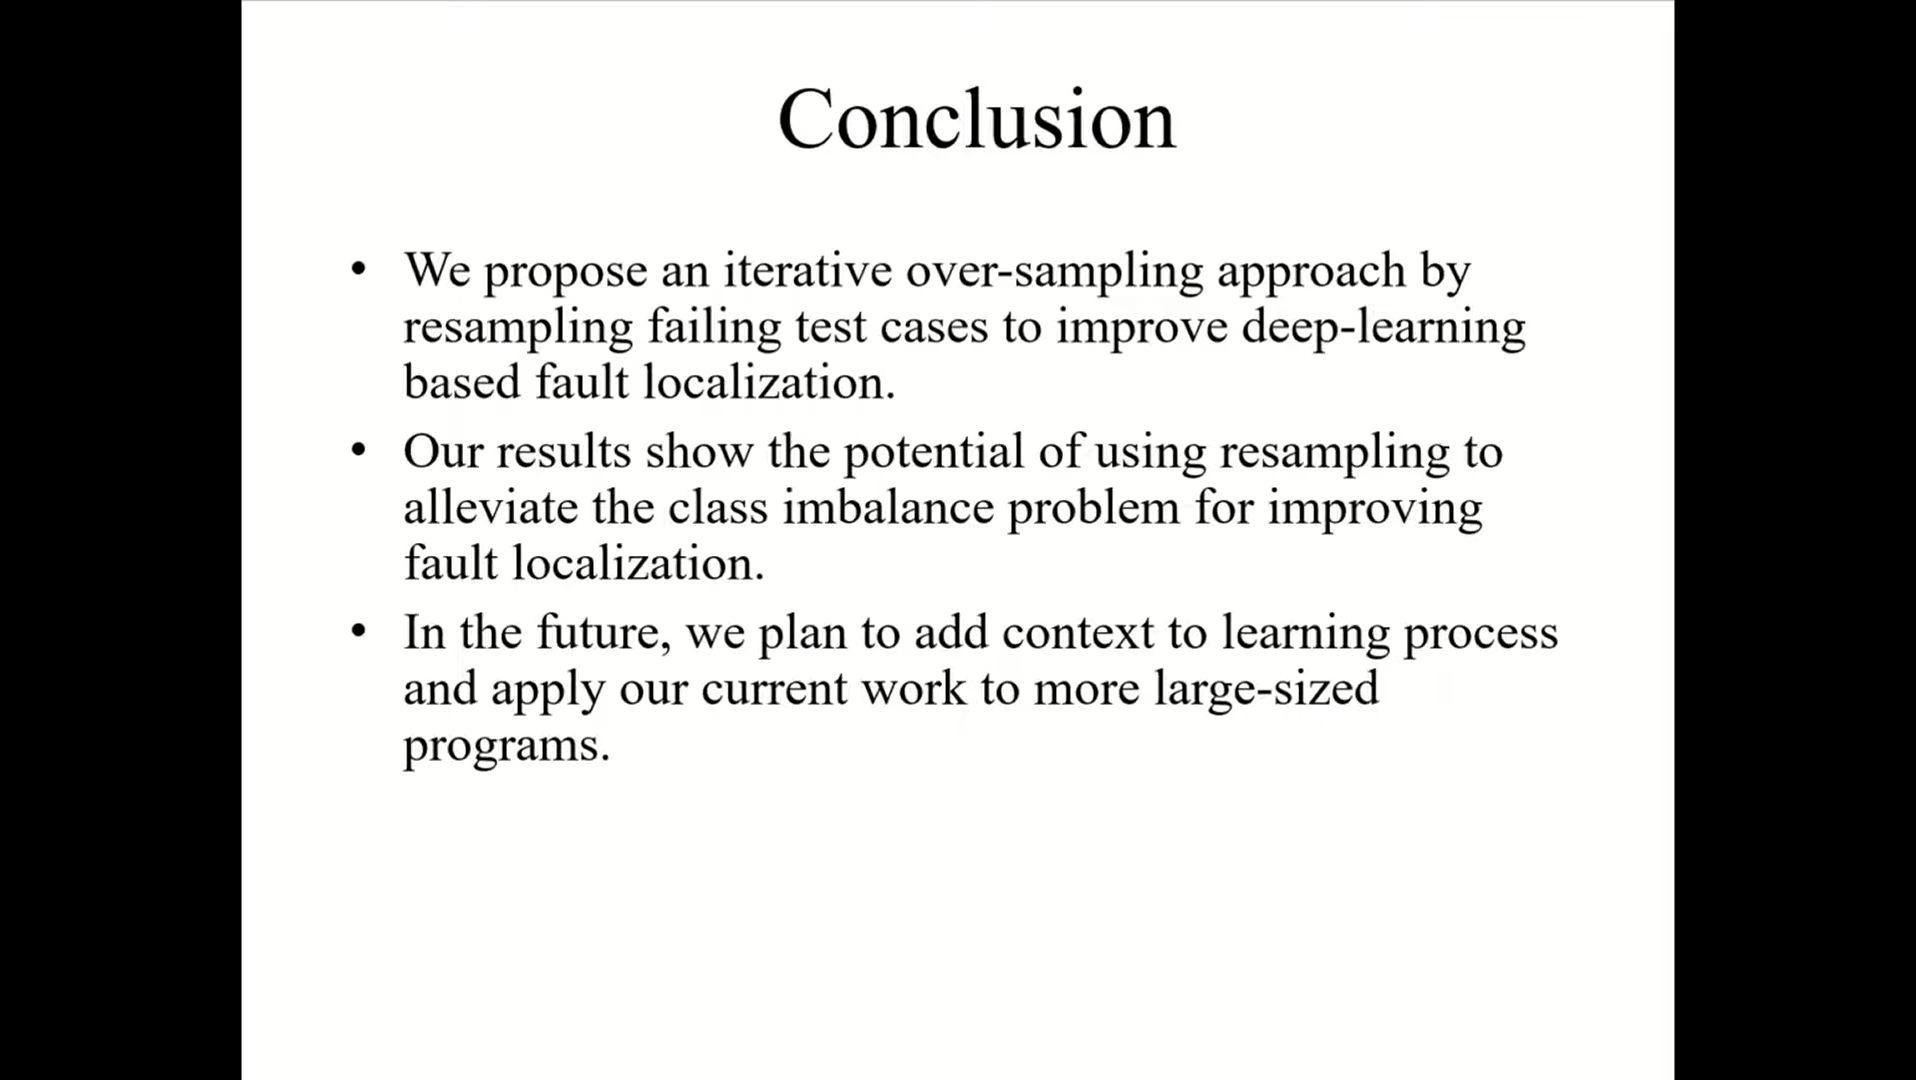 Conclusion
• We propose an iterative over-sampling approach by
resampling failing test cases to improve deep-learning
based fault localization.
• Our results show the potential of using resampling to
alleviate the class imbalance problem for improving
fault localization.
• In the future, we plan to add context to learning process
and apply our current work to more large-sized
programs.